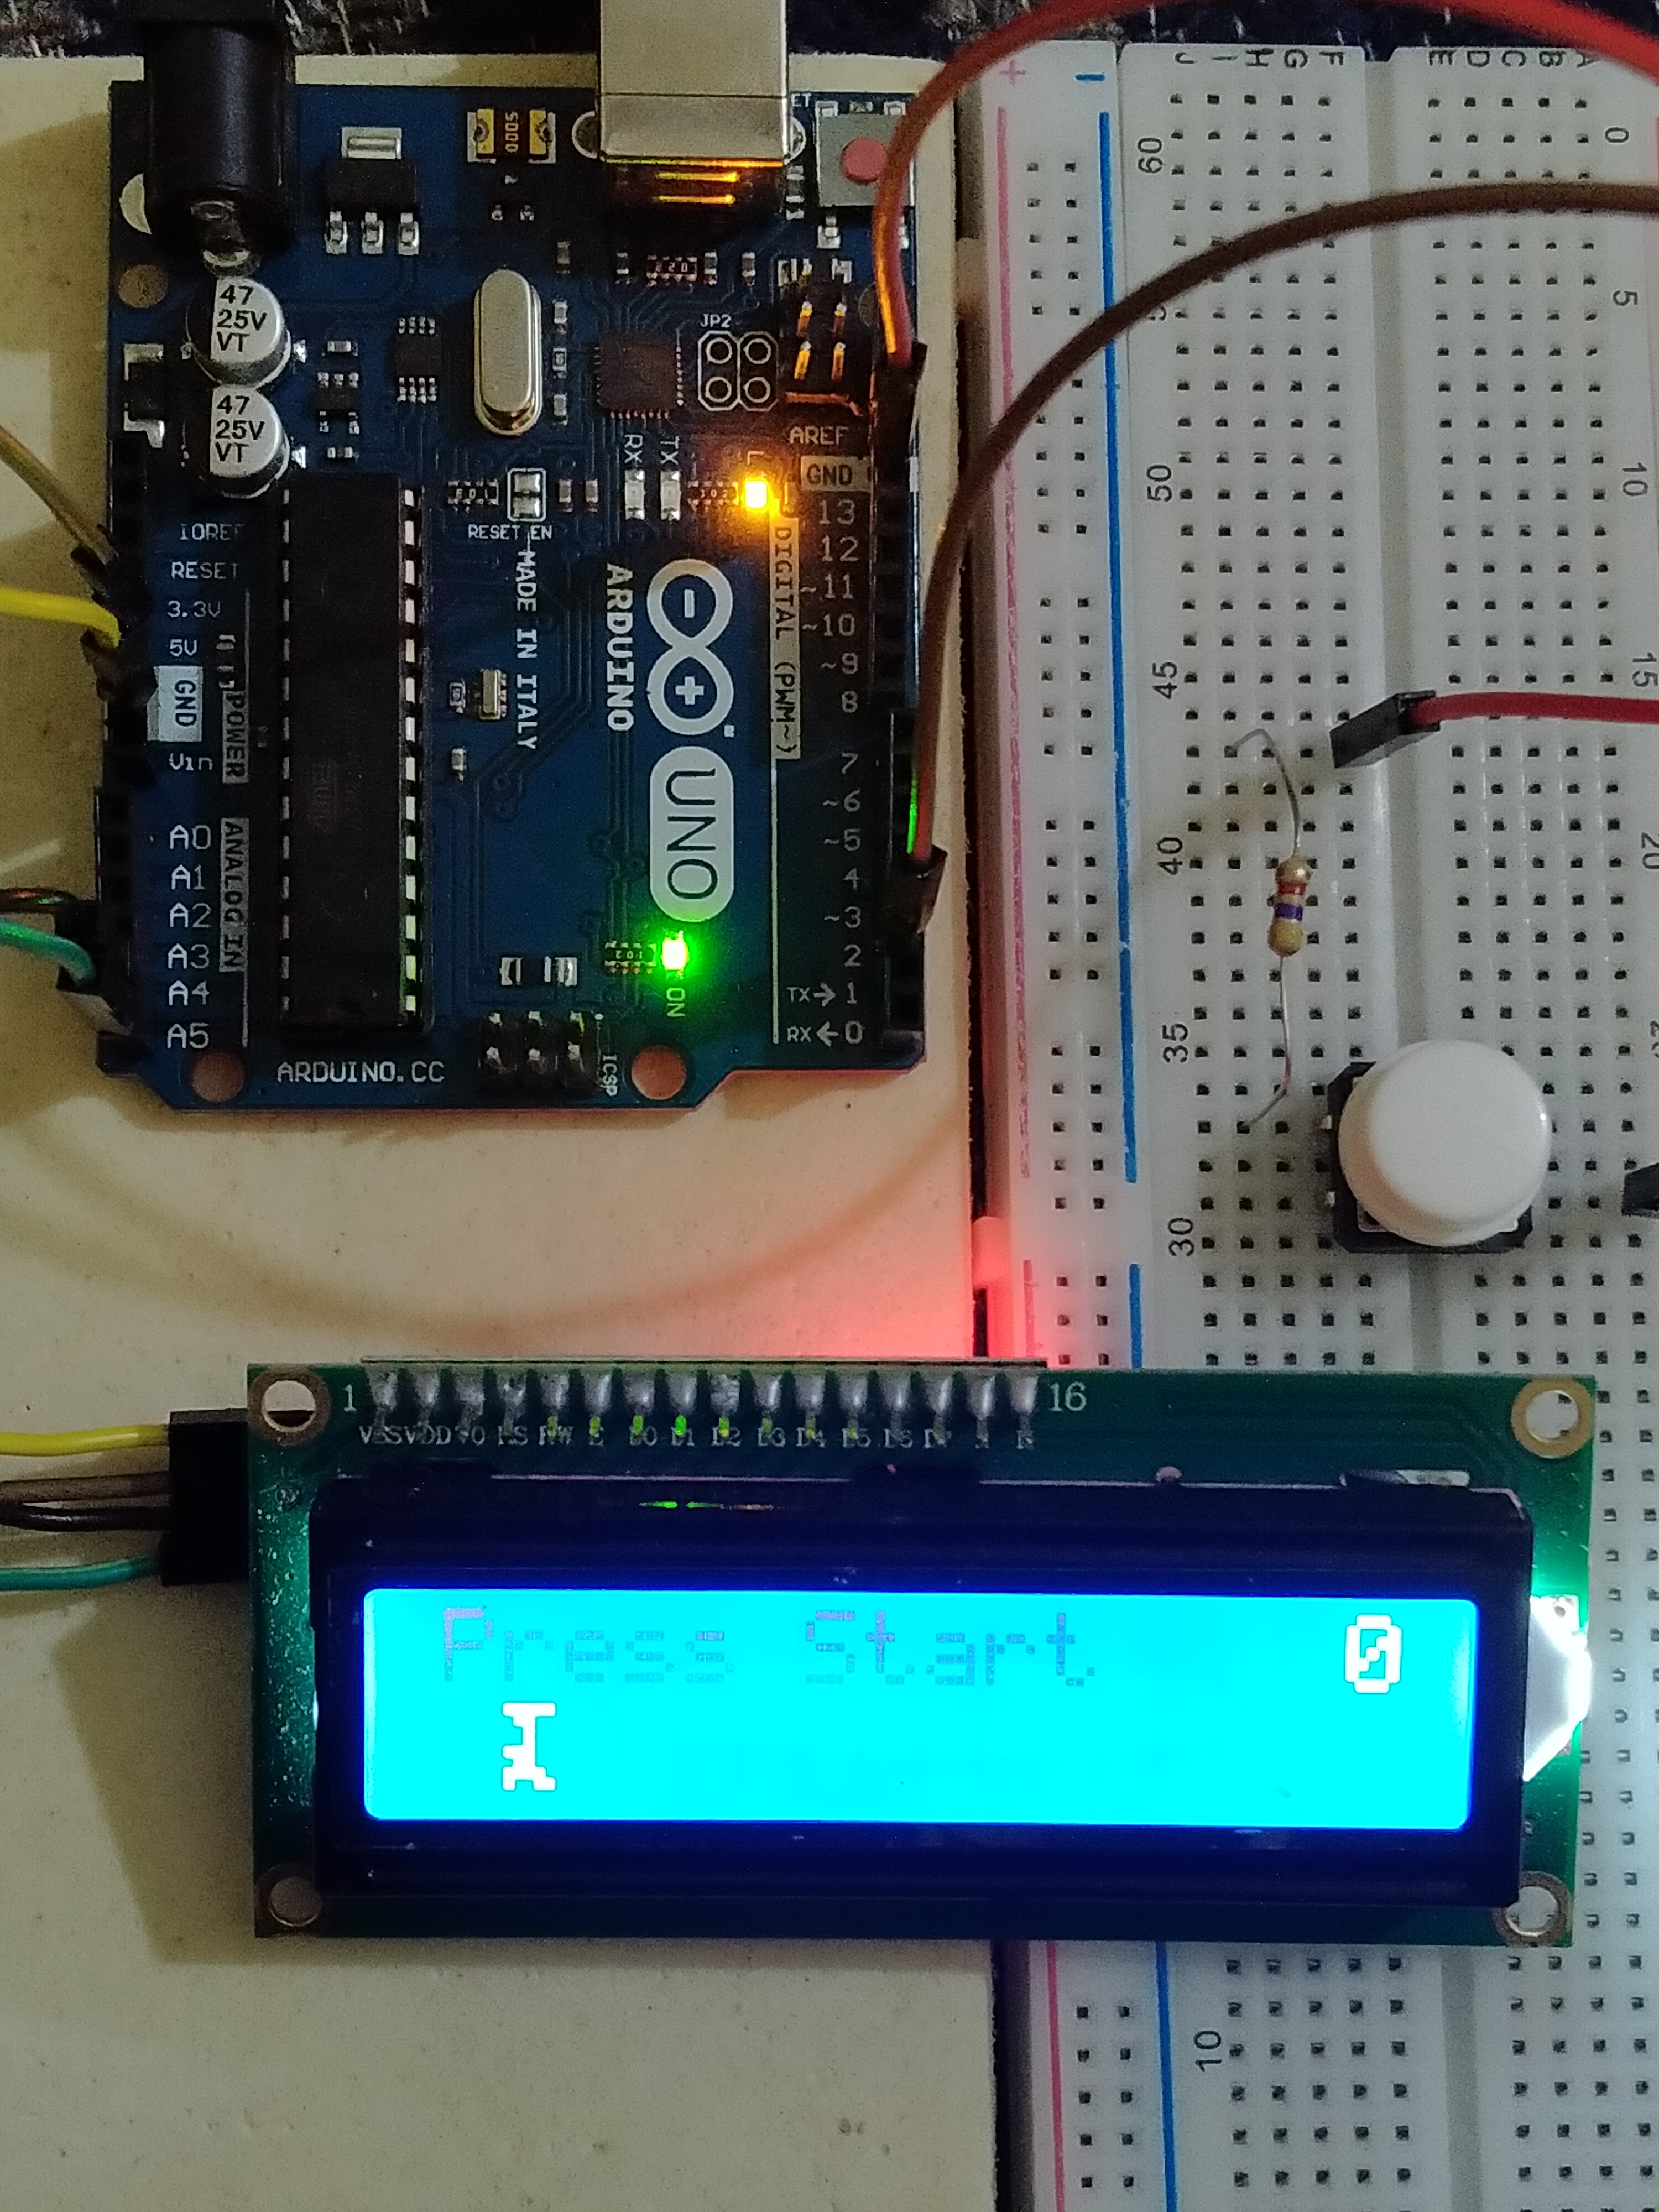 5000
47
25V
VT
47
25V
VT
JP2
RX
TX
L
AREF
GND
13
12
~11
~10
~9
8
7
~6
~5
4
~3
2
TX→1
RX←0
DIGITAL (PWM~)
RESET EN
MADE IN ITALY
ARDUINO
UNO
ON
IOREF
RESET
3.3V
5V
GND
Vin
POWER
A0
A1
A2
A3
A4
A5
ANALOG IN
ARDUINO.CC
ICSP
J I H G F E D C B A
60
50
45
40
35
30
10
0
5
10
15
20
1
16
VSS VDD V0 RS RW E D0 D1 D2 D3 D4 D5 D6 D7 A K
Press Start 0